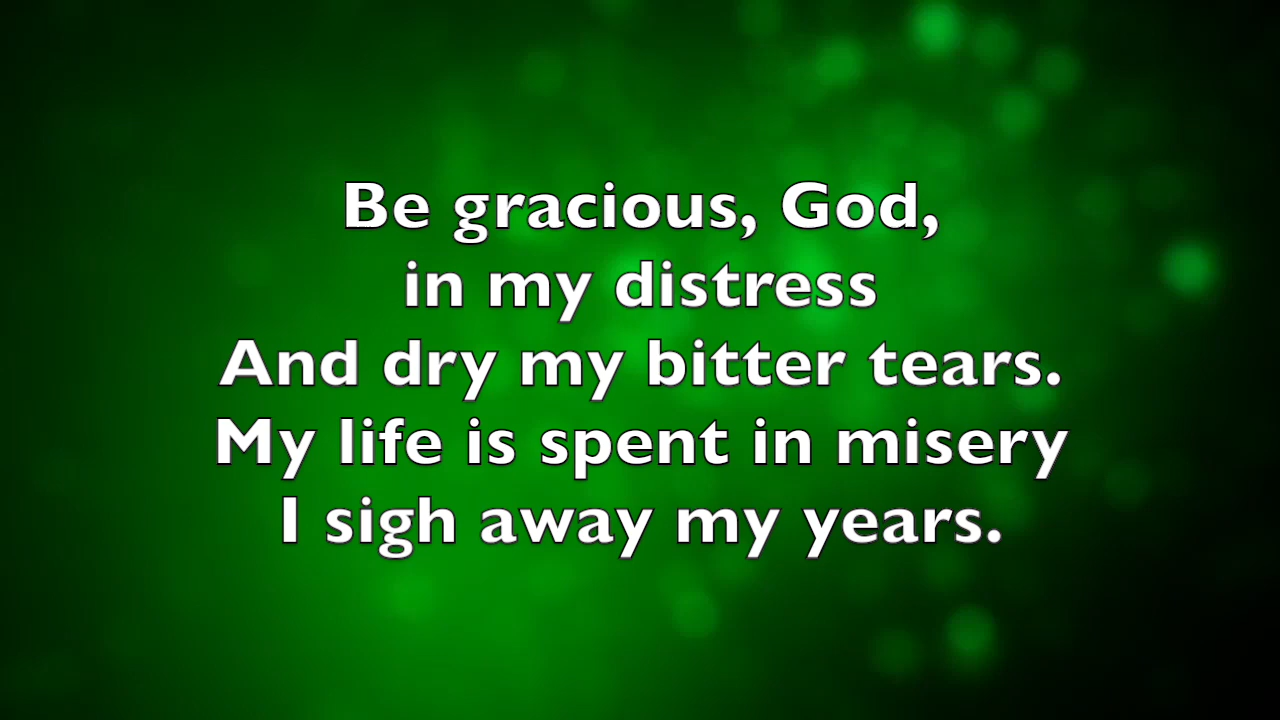 Be gracious, God,
in my distress
And dry my bitter tears.
My life is spent in misery
I sigh away my years.